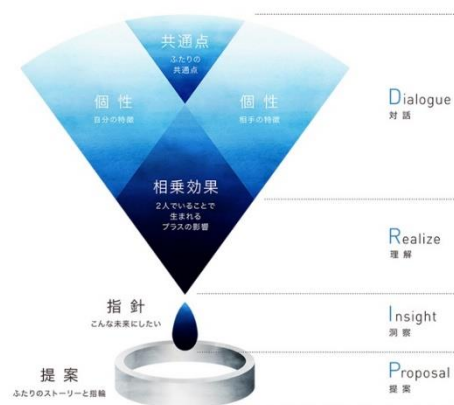 共通点
ふたりの
共通点
個性
自分の特徴
個性
相手の特徴
Dialogue
対話
相乗効果
2人でいることで
生まれる
プラスの影響
Realize
理解
指針
こんな未来にしたい
Insight
洞察
提案
ふたりのストーリーと指輪
Proposal
提案